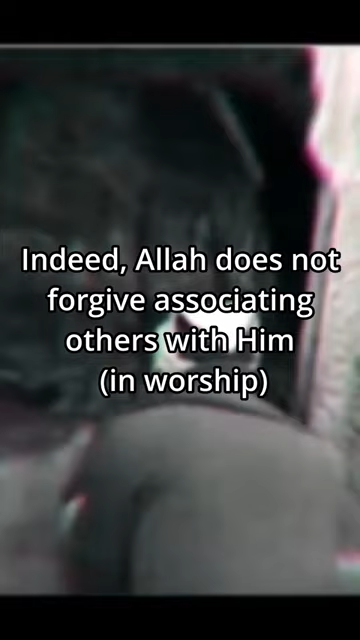 Indeed, Allah does not
forgive associating
others with Him
(in worship)